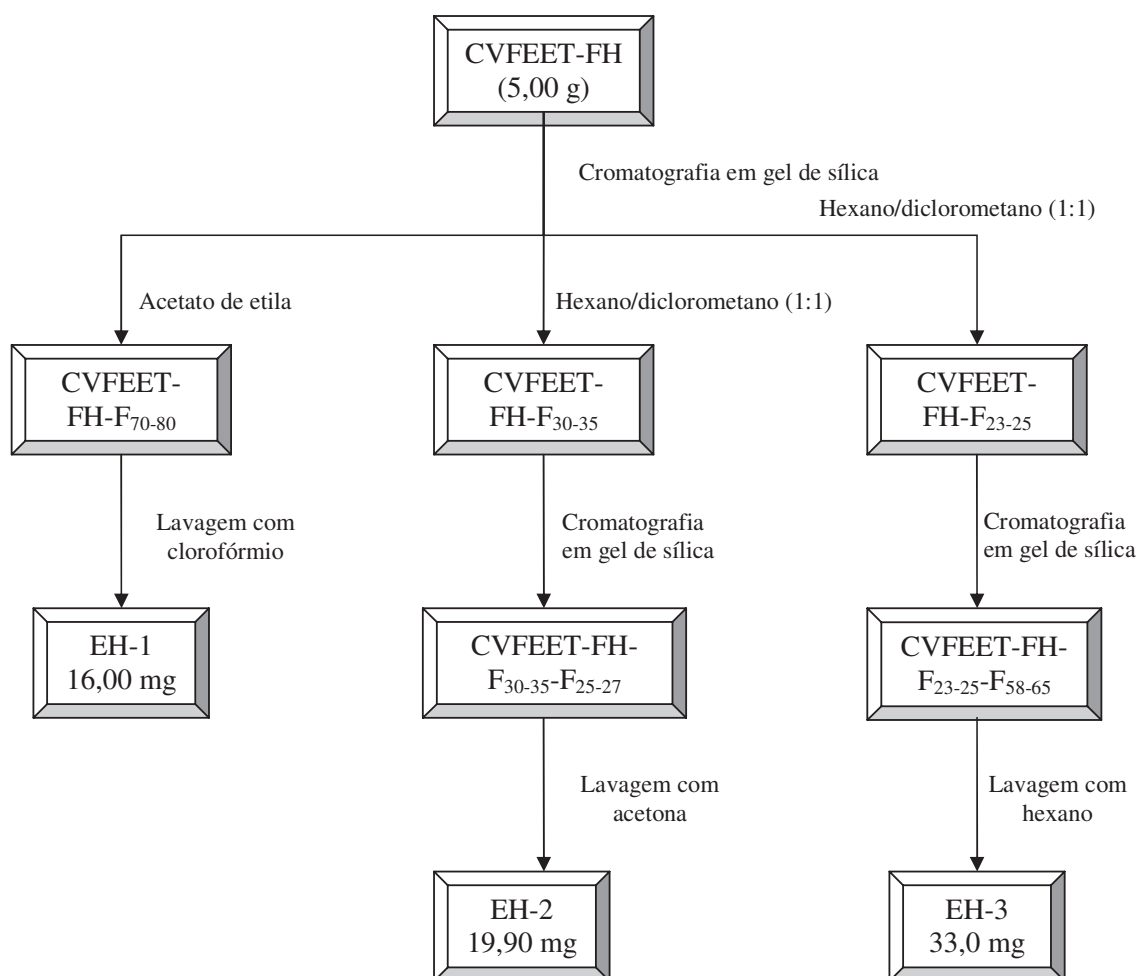 CVFEET-FH
(5,00 g)
Cromatografia em gel de sílica
Hexano/diclorometano (1:1)
Acetato de etila
Hexano/diclorometano (1:1)
CVFEET-
FH-F70-80
CVFEET-
FH-F30-35
CVFEET-
FH-F23-25
Lavagem com
clorofórmio
Cromatografia
em gel de sílica
Cromatografia
em gel de sílica
EH-1
16,00 mg
CVFEET-FH-
F30-35-F25-27
CVFEET-FH-
F23-25-F58-65
Lavagem com
acetona
Lavagem com
hexano
EH-2
19,90 mg
EH-3
33,0 mg